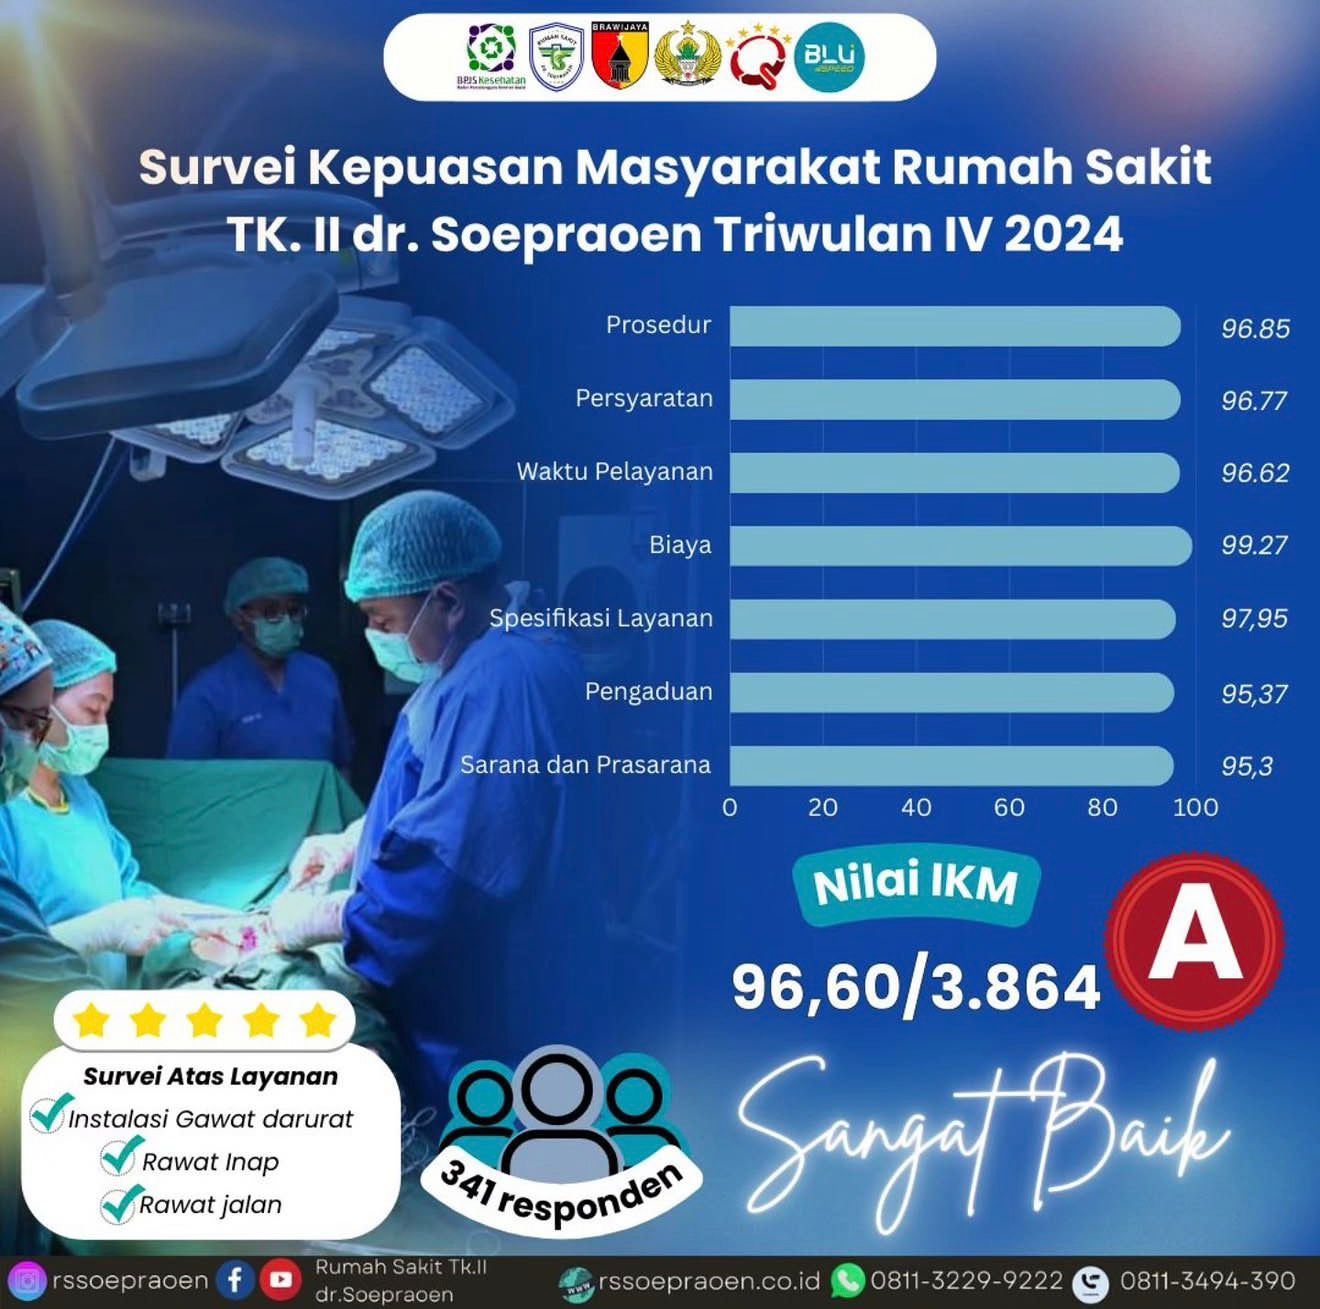 BPJS Kesehatan
RUMAH SAKIT
BRAWIJAYA
BLU
SPEED
Survei Kepuasan Masyarakat Rumah Sakit
TK. II dr. Soepraoen Triwulan IV 2024
Prosedur 96.85
Persyaratan 96.77
Waktu Pelayanan 96.62
Biaya 99.27
Spesifikasi Layanan 97,95
Pengaduan 95,37
Sarana dan Prasarana 95,3
0 20 40 60 80 100
Nilai IKM
A
96,60/3.864
Sangat Baik
Survei Atas Layanan
Instalasi Gawat darurat
Rawat Inap
Rawat jalan
341 responden
rssoepraoen
Rumah Sakit Tk.II
dr.Soepraoen
www
rssoepraoen.co.id
0811-3229-9222
0811-3494-390